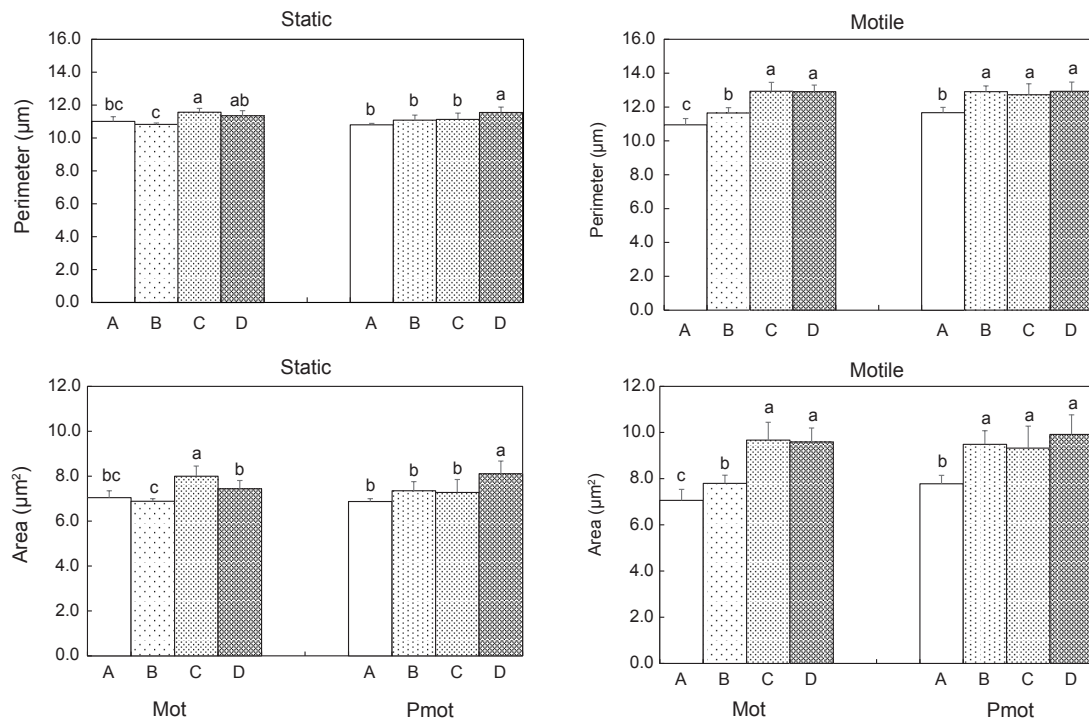 Static
16.0
14.0
12.0
10.0
8.0
6.0
4.0
2.0
0.0
Perimeter (µm)
bc c a ab b b b a
A B C D A B C D
Motile
16.0
14.0
12.0
10.0
8.0
6.0
4.0
2.0
0.0
Perimeter (µm)
c b a a b a a a
A B C D A B C D
Static
12.0
10.0
8.0
6.0
4.0
2.0
0.0
Area (µm²)
bc c a b b b b a
A B C D A B C D
Mot Pmot
Motile
12.0
10.0
8.0
6.0
4.0
2.0
0.0
Area (µm²)
c b a a b a a a
A B C D A B C D
Mot Pmot